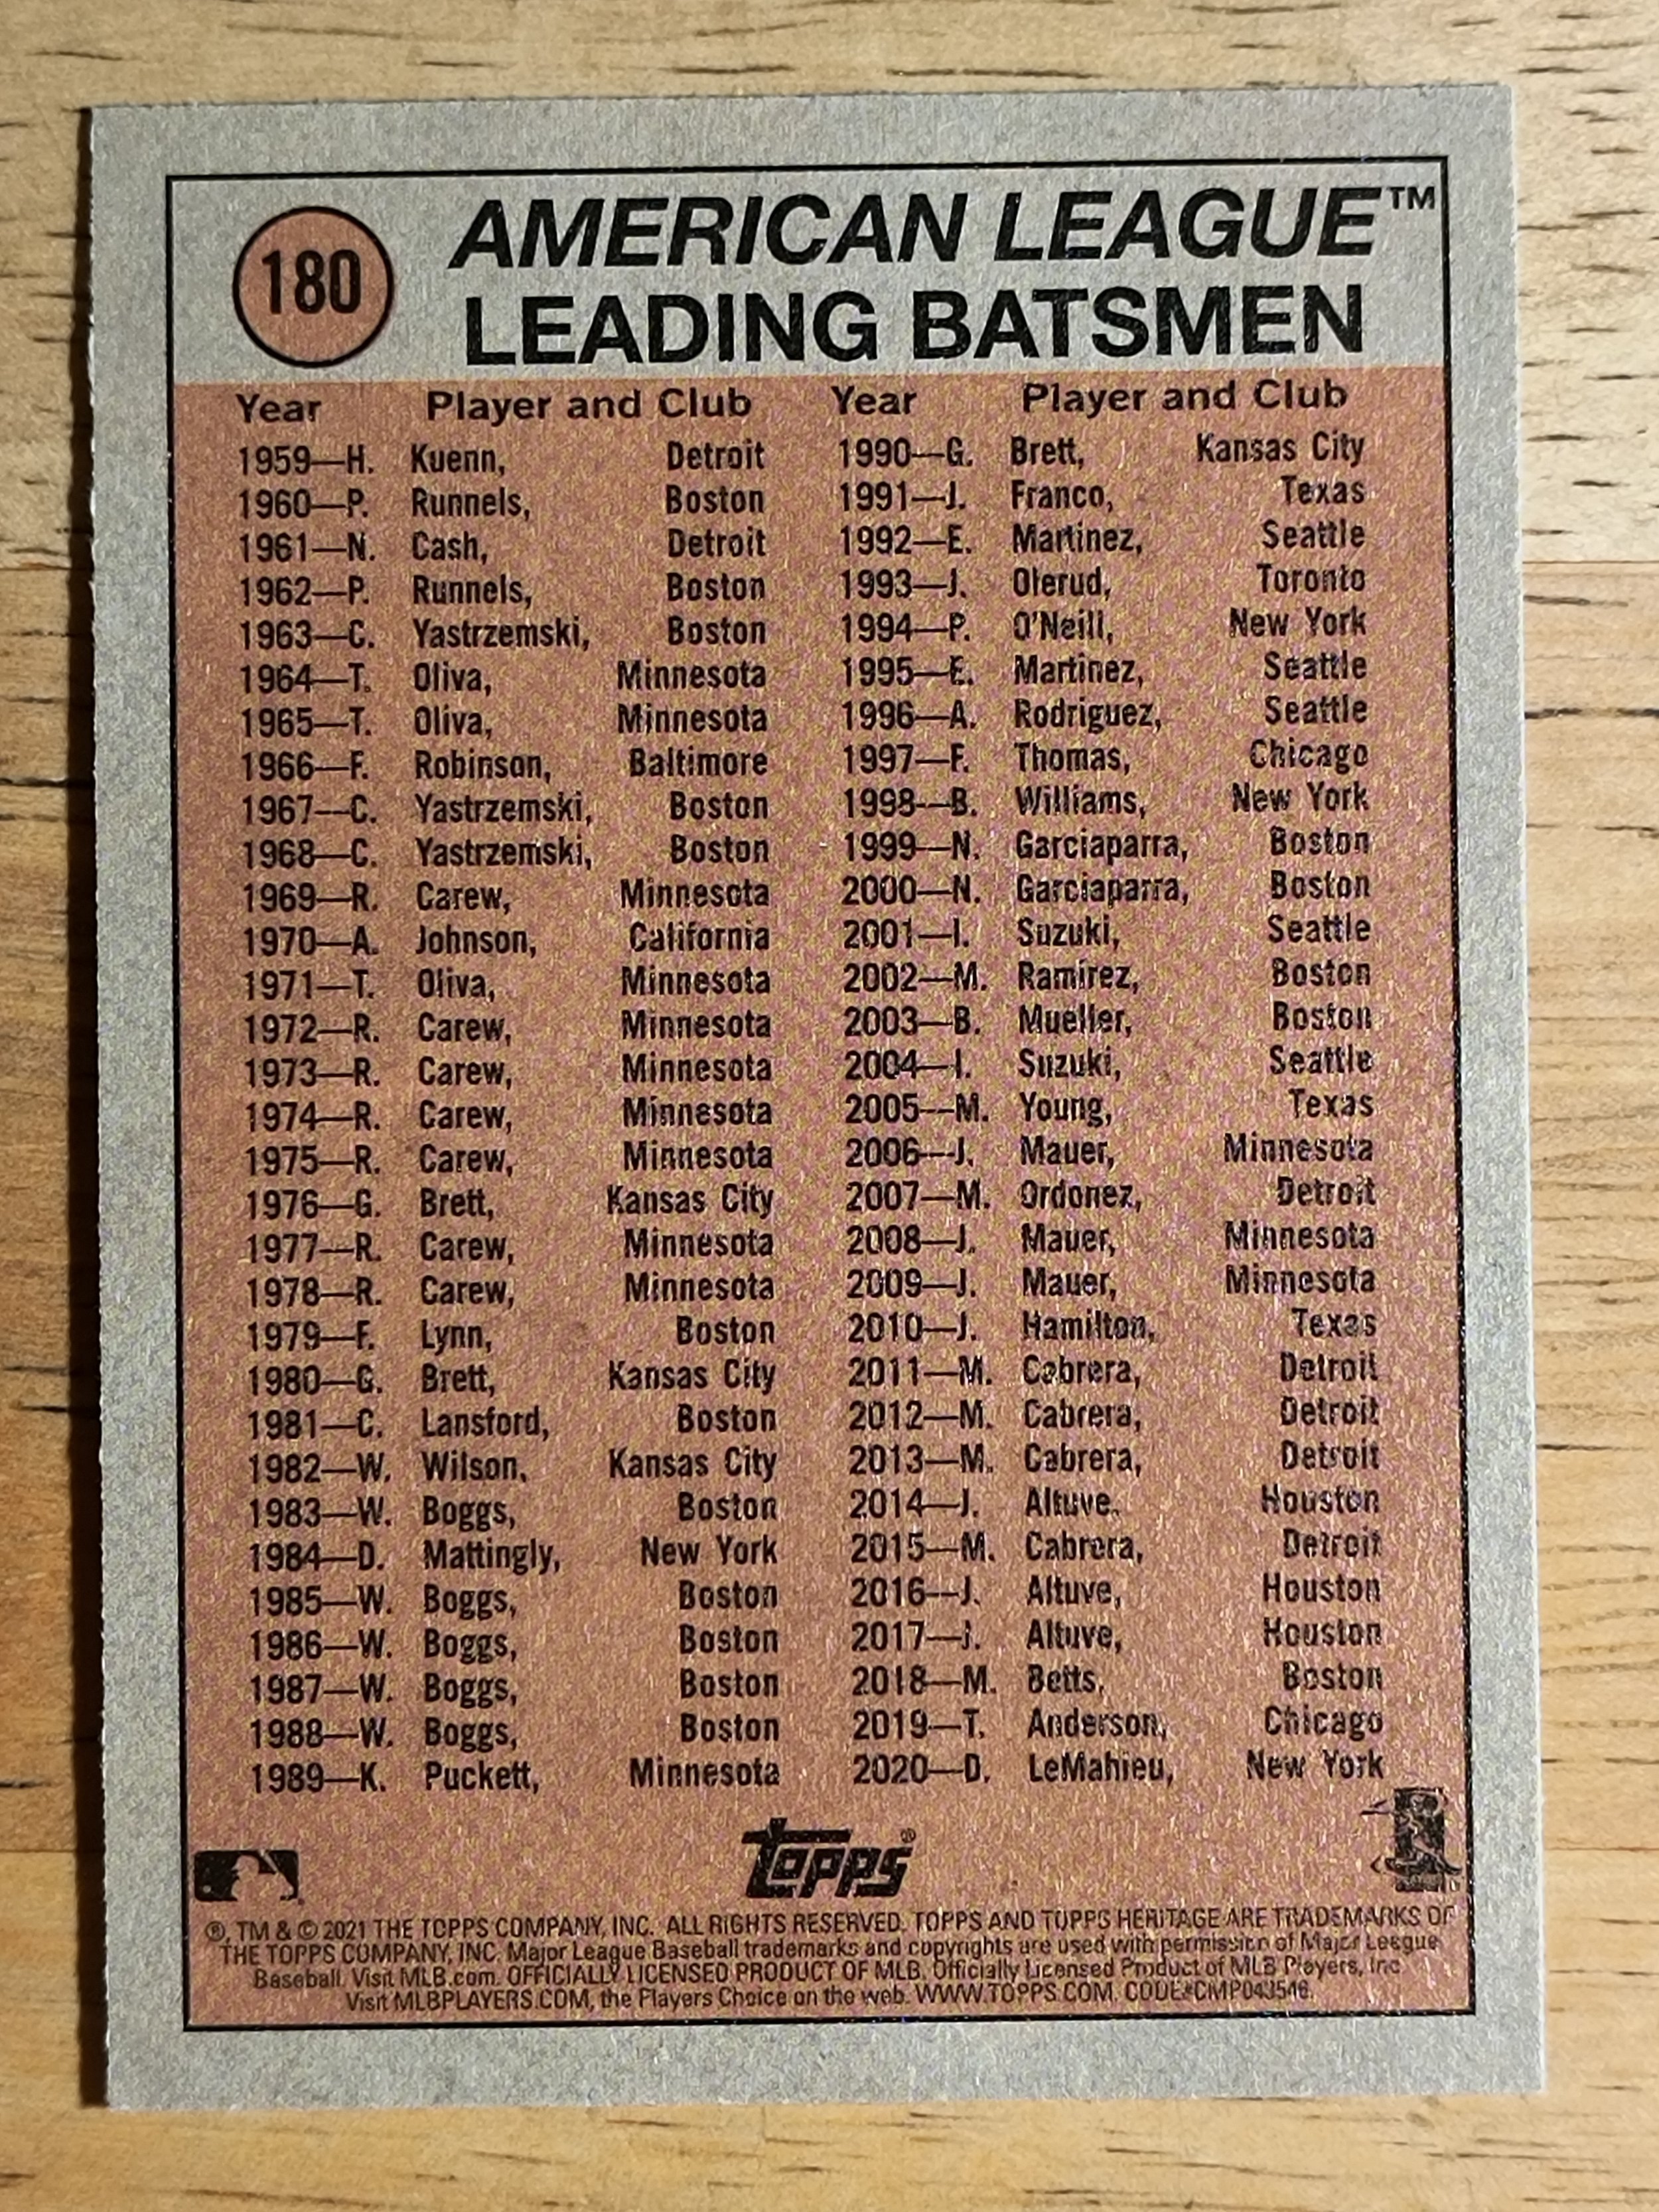 180
AMERICAN LEAGUE™
LEADING BATSMEN
Year Player and Club Year Player and Club
1959—H. Kuenn, Detroit 1990—G. Brett, Kansas City
1960—P. Runnels, Boston 1991—J. Franco, Texas
1961—N. Cash, Detroit 1992—E. Martinez, Seattle
1962—P. Runnels, Boston 1993—J. Olerud, Toronto
1963—C. Yastrzemski, Boston 1994—P. O'Neill, New York
1964—T. Oliva, Minnesota 1995—E. Martinez, Seattle
1965—T. Oliva, Minnesota 1996—A. Rodriguez, Seattle
1966—F. Robinson, Baltimore 1997—F. Thomas, Chicago
1967—C. Yastrzemski, Boston 1998—B. Williams, New York
1968—C. Yastrzemski, Boston 1999—N. Garciaparra, Boston
1969—R. Carew, Minnesota 2000—N. Garciaparra, Boston
1970—A. Johnson, California 2001—I. Suzuki, Seattle
1971—T. Oliva, Minnesota 2002—M. Ramirez, Boston
1972—R. Carew, Minnesota 2003—B. Mueller, Boston
1973—R. Carew, Minnesota 2004—I. Suzuki, Seattle
1974—R. Carew, Minnesota 2005—M. Young, Texas
1975—R. Carew, Minnesota 2006—J. Mauer, Minnesota
1976—G. Brett, Kansas City 2007—M. Ordonez, Detroit
1977—R. Carew, Minnesota 2008—J. Mauer, Minnesota
1978—R. Carew, Minnesota 2009—J. Mauer, Minnesota
1979—F. Lynn, Boston 2010—J. Hamilton, Texas
1980—G. Brett, Kansas City 2011—M. Cabrera, Detroit
1981—C. Lansford, Boston 2012—M. Cabrera, Detroit
1982—W. Wilson, Kansas City 2013—M. Cabrera, Detroit
1983—W. Boggs, Boston 2014—J. Altuve, Houston
1984—D. Mattingly, New York 2015—M. Cabrera, Detroit
1985—W. Boggs, Boston 2016—J. Altuve, Houston
1986—W. Boggs, Boston 2017—J. Altuve, Houston
1987—W. Boggs, Boston 2018—M. Betts, Boston
1988—W. Boggs, Boston 2019—T. Anderson, Chicago
1989—K. Puckett, Minnesota 2020—D. LeMahieu, New York
topps®
®, TM & © 2021 THE TOPPS COMPANY, INC. ALL RIGHTS RESERVED. TOPPS AND TOPPS HERITAGE ARE TRADEMARKS OF
THE TOPPS COMPANY, INC. Major League Baseball trademarks and copyrights are used with permission of Major League
Baseball. Visit MLB.com. OFFICIALLY LICENSED PRODUCT OF MLB. Officially Licensed Product of MLB Players, Inc
Visit MLBPLAYERS.COM, the Players Choice on the web. WWW.TOPPS.COM. CODE#CMP043546.